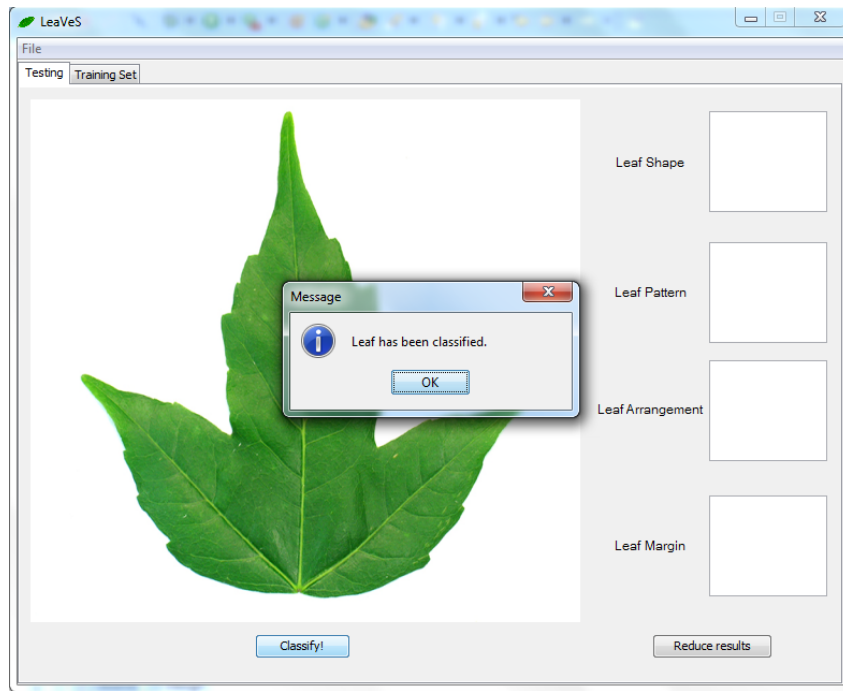 LeaVeS
File
Testing
Training Set
Leaf Shape
Message
Leaf Pattern
Leaf has been classified.
OK
Leaf Arrangement
Leaf Margin
Classify!
Reduce results